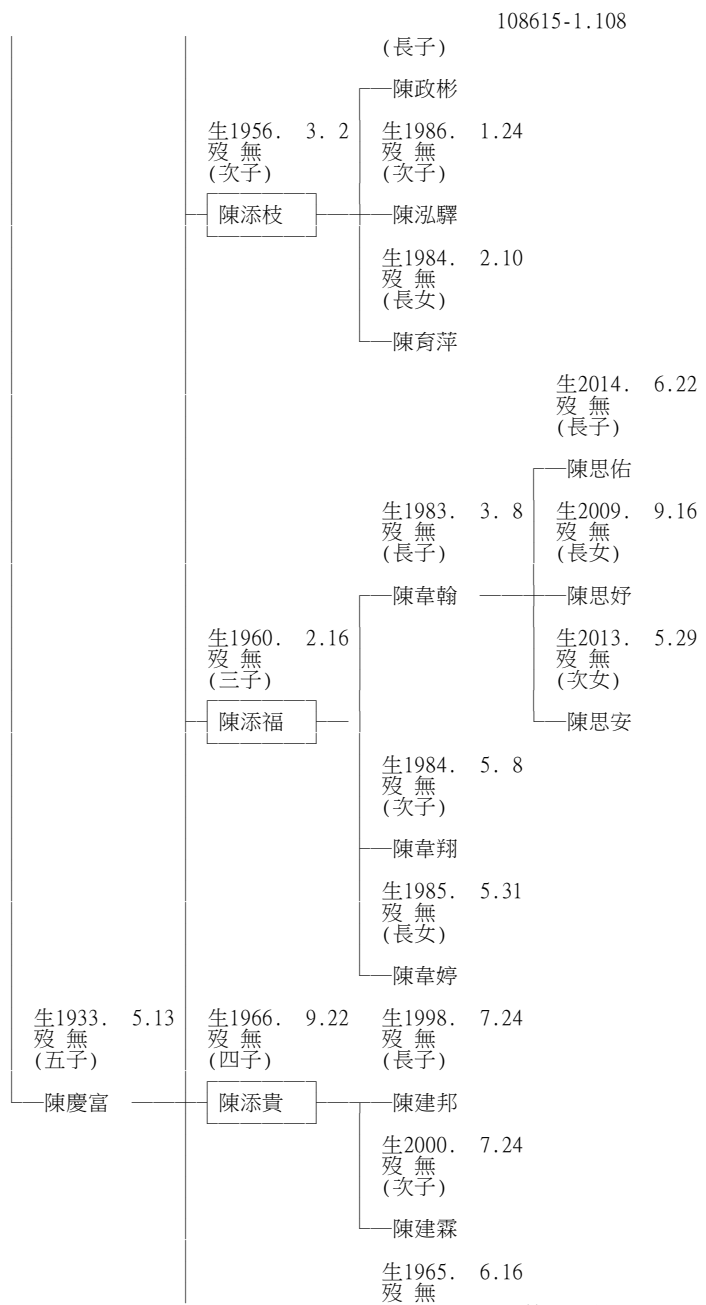 108615-1.108
(長子)
陳政彬
生1956. 3. 2 生1986. 1.24
歿 無 歿 無
(次子) (次子)
陳添枝 陳泓驛
生1984. 2.10
歿 無
(長女)
陳育萍
生2014. 6.22
歿 無
(長子)
陳思佑
生1983. 3. 8 生2009. 9.16
歿 無 歿 無
(長子) (長女)
陳韋翰 陳思妤
生1960. 2.16 生2013. 5.29
歿 無 歿 無
(三子) (次女)
陳添福 陳思安
生1984. 5. 8
歿 無
(次子)
陳韋翔
生1985. 5.31
歿 無
(長女)
陳韋婷
生1933. 5.13 生1966. 9.22 生1998. 7.24
歿 無 歿 無 歿 無
(五子) (四子) (長子)
陳慶富 陳添貴 陳建邦
生2000. 7.24
歿 無
(次子)
陳建霖
生1965. 6.16
歿 無